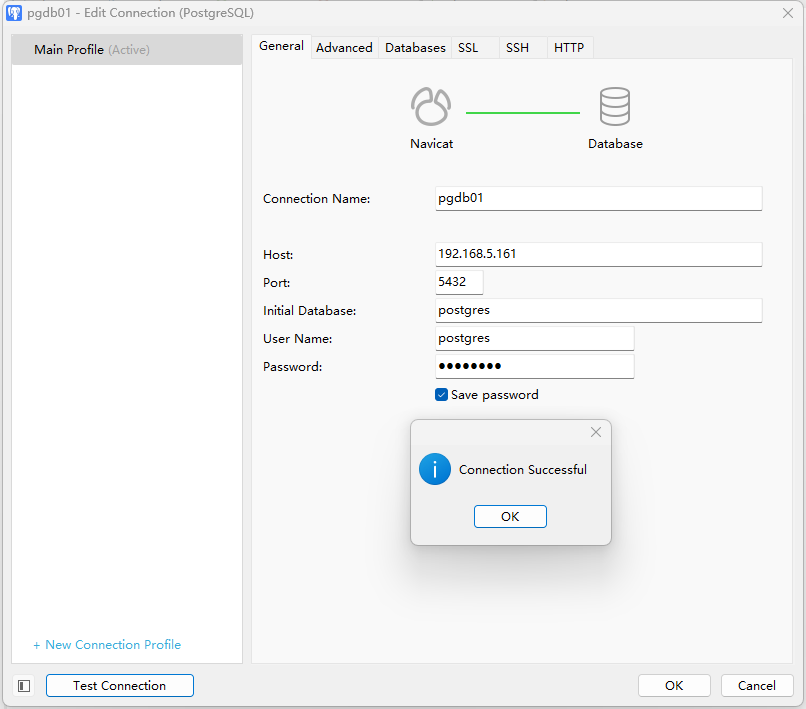 pgdb01 - Edit Connection (PostgreSQL)
Main Profile (Active)
General Advanced Databases SSL SSH HTTP
Navicat Database
Connection Name: pgdb01
Host: 192.168.5.161
Port: 5432
Initial Database: postgres
User Name: postgres
Password: ●●●●●●●●
Save password
Connection Successful
OK
+ New Connection Profile
Test Connection OK Cancel